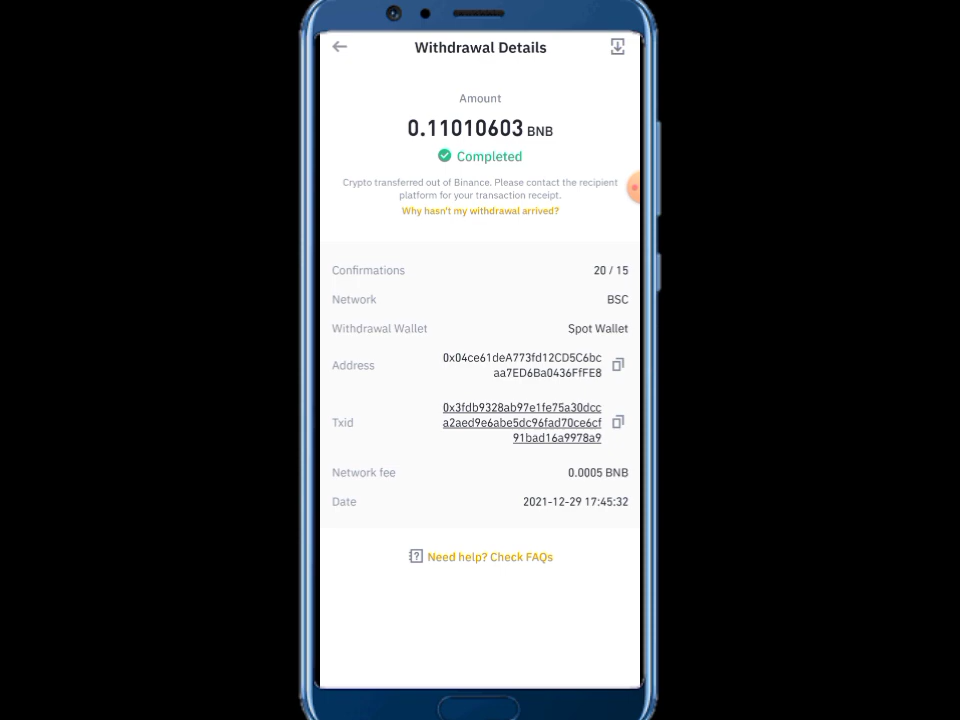 Withdrawal Details
Amount
0.11010603 BNB
Completed
Crypto transferred out of Binance. Please contact the recipient
platform for your transaction receipt.
Why hasn't my withdrawal arrived?
Confirmations 20 / 15
Network BSC
Withdrawal Wallet Spot Wallet
Address 0x04ce61deA773fd12CD5C6bc
aa7ED6Ba0436FfFE8
Txid 0x3fdb9328ab97e1fe75a30dcc
a2aed9e6abe5dc96fad70ce6cf
91bad16a9978a9
Network fee 0.0005 BNB
Date 2021-12-29 17:45:32
Need help? Check FAQs